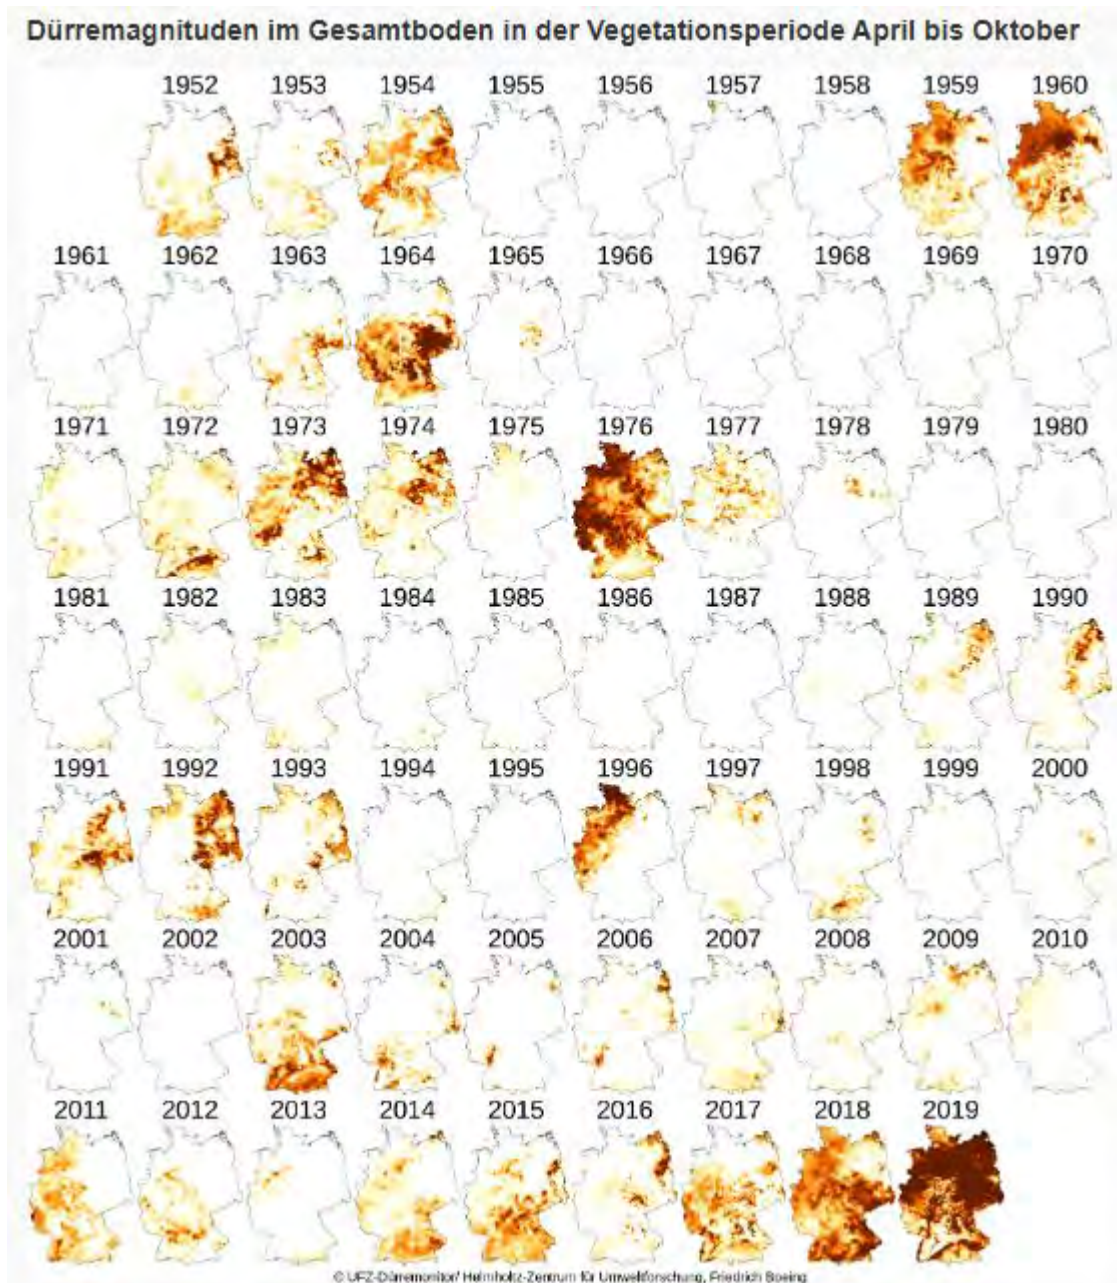 Dürremagnituden im Gesamtboden in der Vegetationsperiode April bis Oktober
1952 1953 1954 1955 1956 1957 1958 1959 1960
1961 1962 1963 1964 1965 1966 1967 1968 1969 1970
1971 1972 1973 1974 1975 1976 1977 1978 1979 1980
1981 1982 1983 1984 1985 1986 1987 1988 1989 1990
1991 1992 1993 1994 1995 1996 1997 1998 1999 2000
2001 2002 2003 2004 2005 2006 2007 2008 2009 2010
2011 2012 2013 2014 2015 2016 2017 2018 2019
© UFZ-Dürremonitor/ Helmholtz-Zentrum für Umweltforschung, Friedrich Boeing